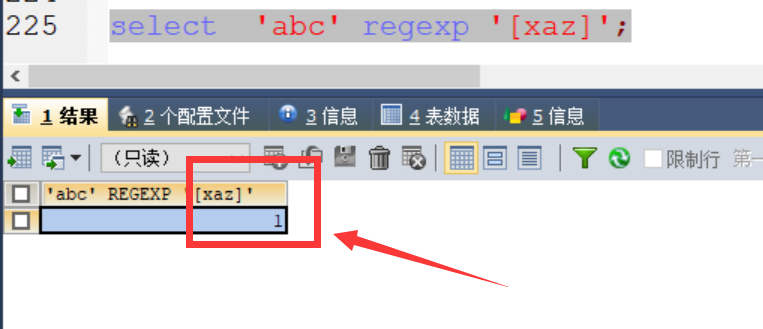 225 select 'abc' regexp '[xaz]';
1 结果 2 个配置文件 3 信息 4 表数据 5 信息
（只读） 限制行 第一
'abc' REGEXP '[xaz]'
1